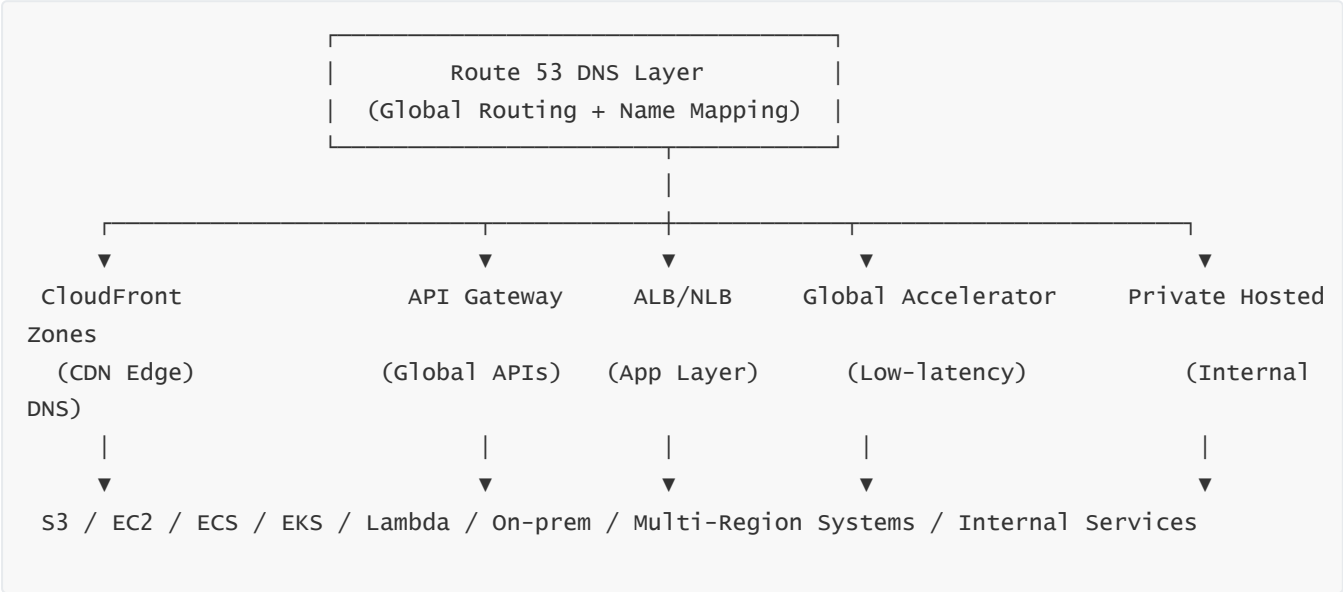 Route 53 DNS Layer
(Global Routing + Name Mapping)
CloudFront API Gateway ALB/NLB Global Accelerator Private Hosted
Zones
(CDN Edge) (Global APIs) (App Layer) (Low-latency) (Internal
DNS)
S3 / EC2 / ECS / EKS / Lambda / On-prem / Multi-Region Systems / Internal Services